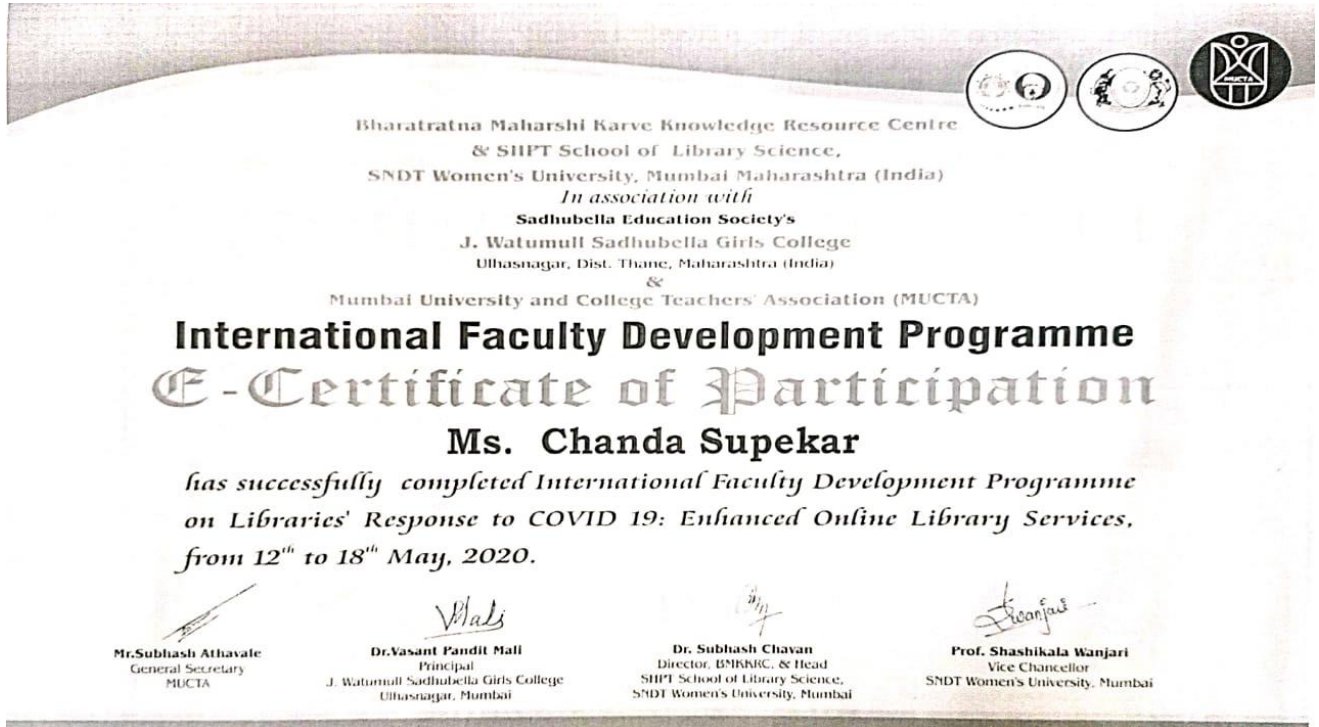 MUCTA
Bharatratna Maharshi Karve Knowledge Resource Centre
& SHPT School of Library Science,
SNDT Women's University, Mumbai Maharashtra (India)
In association with
Sadhubella Education Society's
J. Watumull Sadhubella Girls College
Ulhasnagar, Dist. Thane, Maharashtra (India)
&
Mumbai University and College Teachers' Association (MUCTA)
International Faculty Development Programme
E-Certificate of Participation
Ms. Chanda Supekar
has successfully completed International Faculty Development Programme
on Libraries' Response to COVID 19: Enhanced Online Library Services,
from 12th to 18th May, 2020.
Mr.Subhash Athavale
General Secretary
MUCTA
Dr.Vasant Pandit Mali
Principal
J. Watumull Sadhubella Girls College
Ulhasnagar, Mumbai
Dr. Subhash Chavan
Director, BMKKRC, & Head
SHPT School of Library Science,
SNDT Women's University, Mumbai
Prof. Shashikala Wanjari
Vice Chancellor
SNDT Women's University, Mumbai